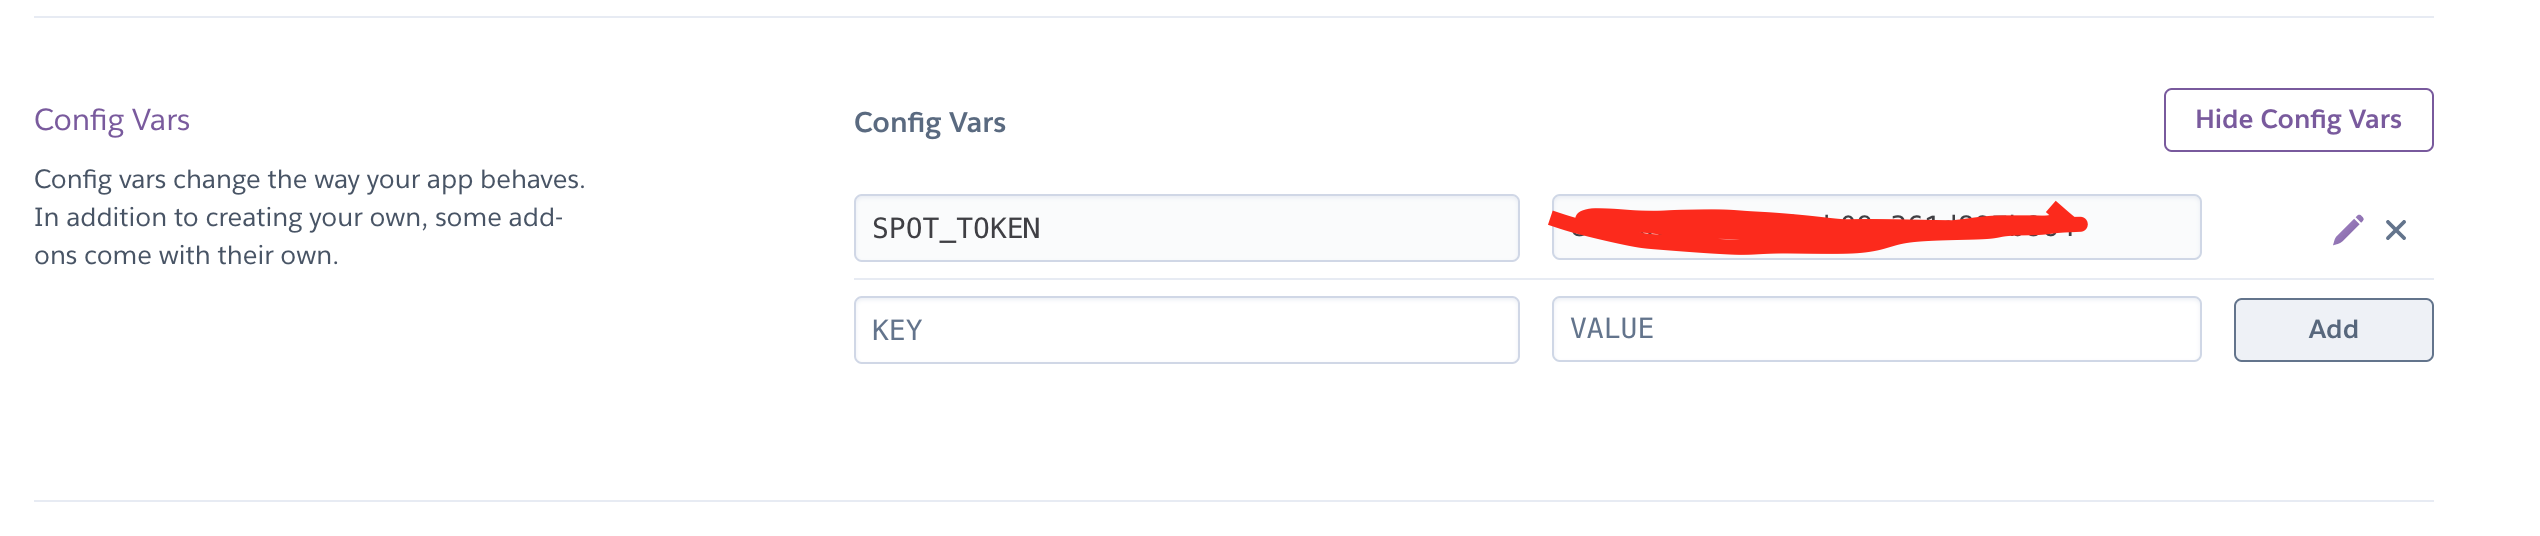 Config Vars
Config vars change the way your app behaves.
In addition to creating your own, some add-
ons come with their own.
Config Vars
Hide Config Vars
SPOT_TOKEN
KEY
VALUE
Add